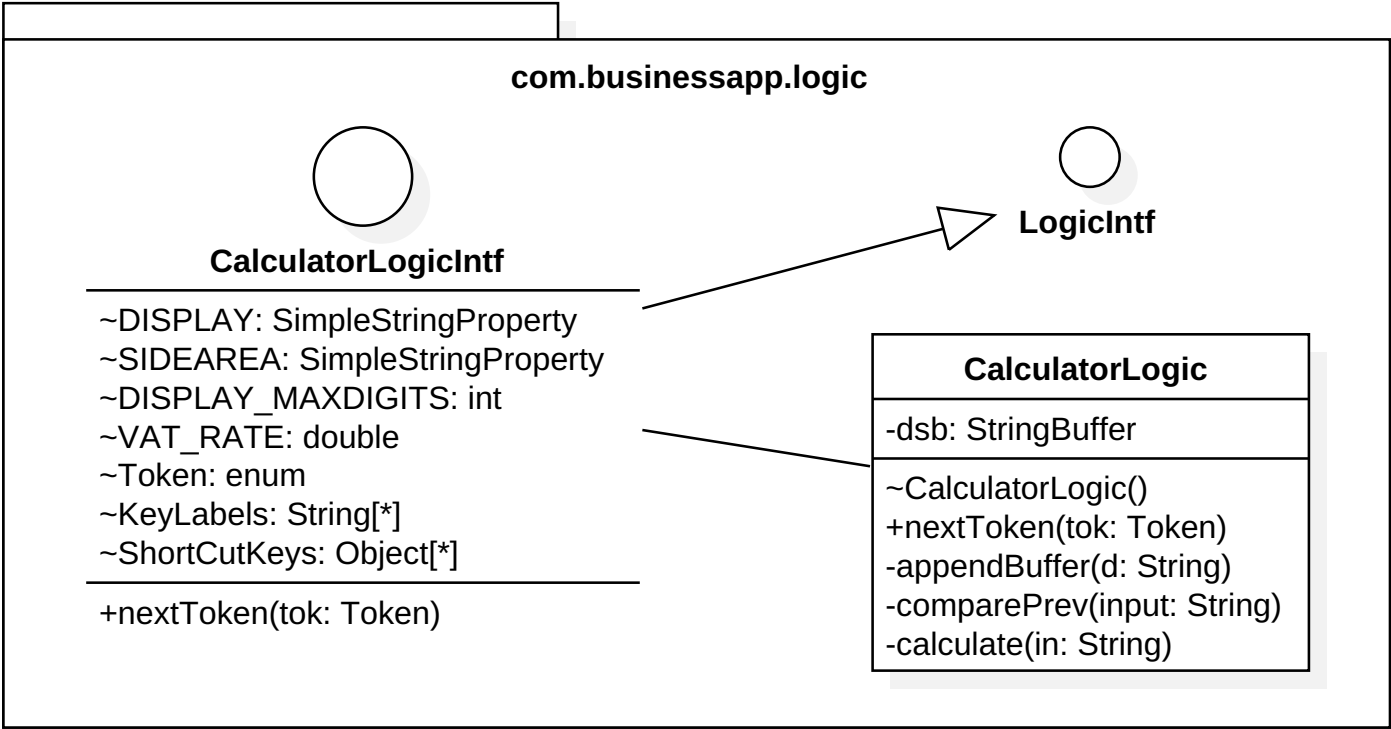 com.businessapp.logic
CalculatorLogicIntf
~DISPLAY: SimpleStringProperty
~SIDEAREA: SimpleStringProperty
~DISPLAY_MAXDIGITS: int
~VAT_RATE: double
~Token: enum
~KeyLabels: String[*]
~ShortCutKeys: Object[*]
+nextToken(tok: Token)
LogicIntf
CalculatorLogic
-dsb: StringBuffer
~CalculatorLogic()
+nextToken(tok: Token)
-appendBuffer(d: String)
-comparePrev(input: String)
-calculate(in: String)